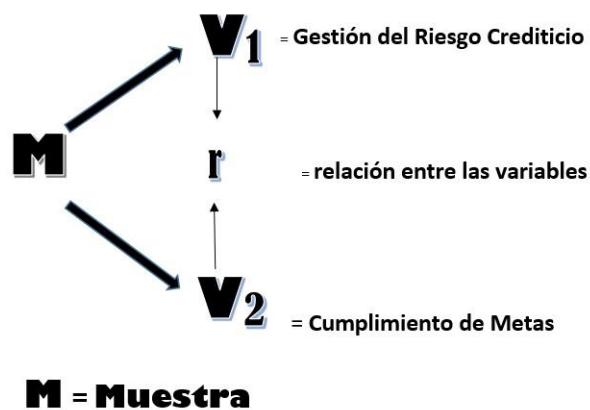 V1 = Gestión del Riesgo Crediticio
M
r = relación entre las variables
V2 = Cumplimiento de Metas
M = Muestra